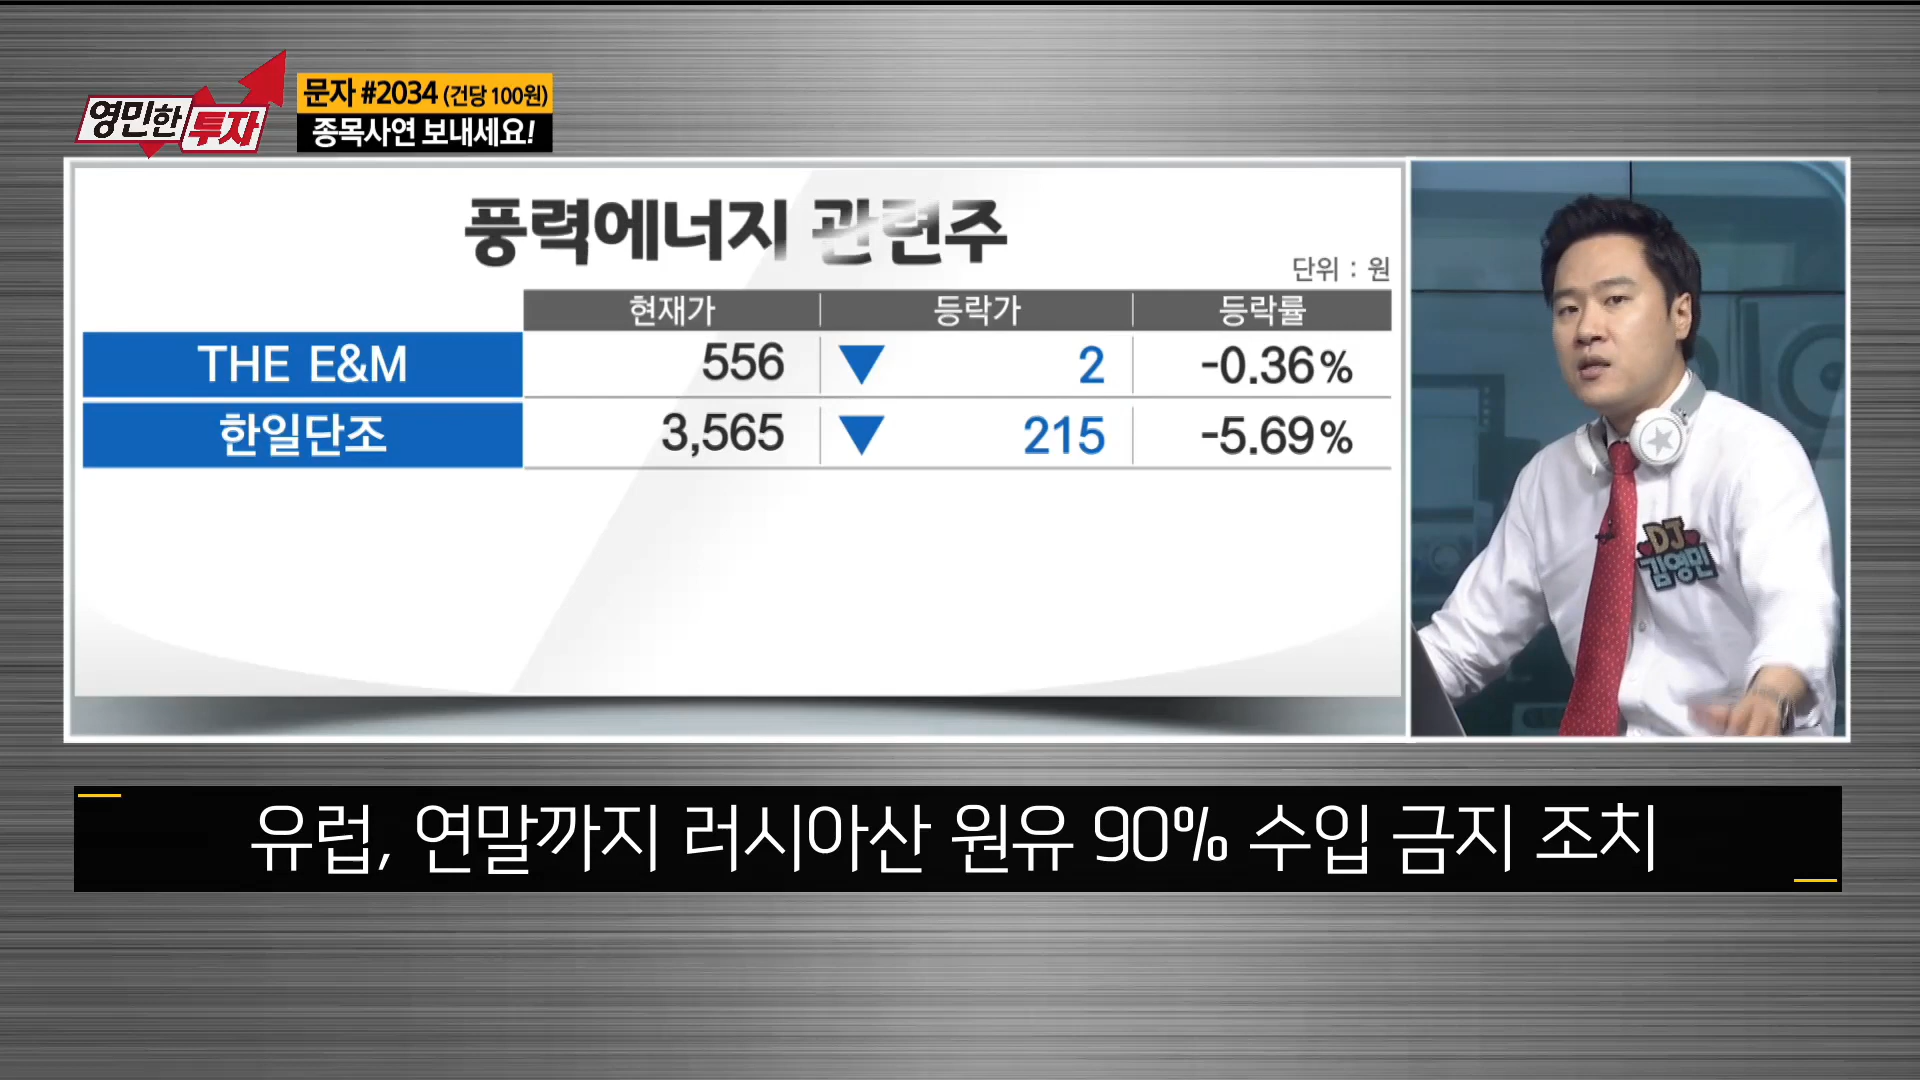 영민한 투자
문자 #2034 (건당 100원)
종목사연 보내세요!
풍력에너지 관련주
단위 : 원
현재가 등락가 등락률
THE E&M 556 ▼ 2 -0.36%
한일단조 3,565 ▼ 215 -5.69%
DJ
김영민
유럽, 연말까지 러시아산 원유 90% 수입 금지 조치